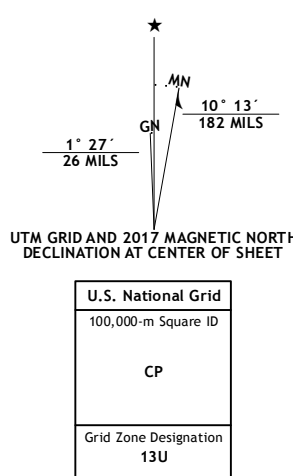 ★
MN
GN
10° 13´
182 MILS
1° 27´
26 MILS
UTM GRID AND 2017 MAGNETIC NORTH
DECLINATION AT CENTER OF SHEET
U.S. National Grid
100,000-m Square ID
CP
Grid Zone Designation
13U